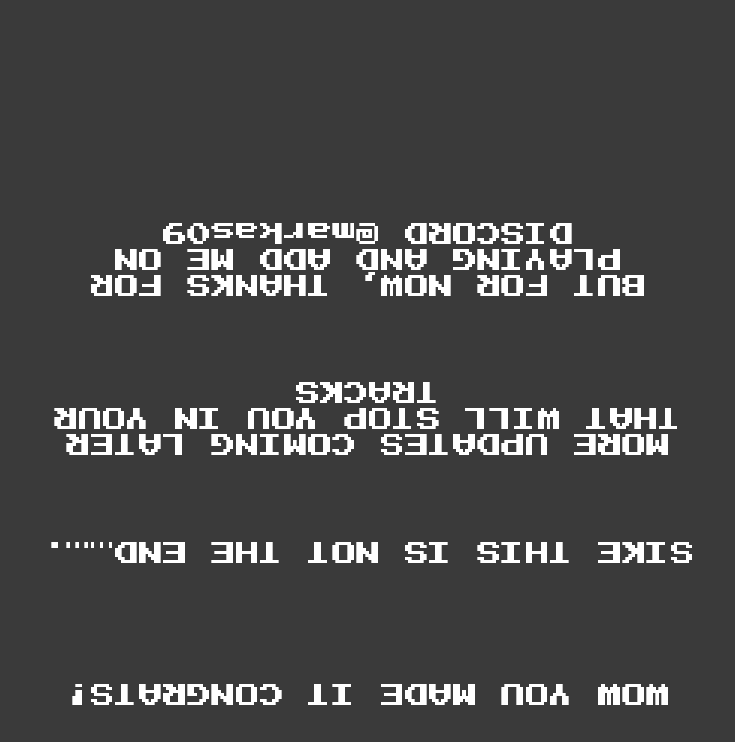 WOW YOU MADE IT CONGRATS!
SIKE THIS IS NOT THE END.......
MORE UPDATES COMING LATER
THAT WILL STOP YOU IN YOUR
TRACKS
BUT FOR NOW, THANKS FOR
PLAYING AND ADD ME ON
DISCORD @markas09